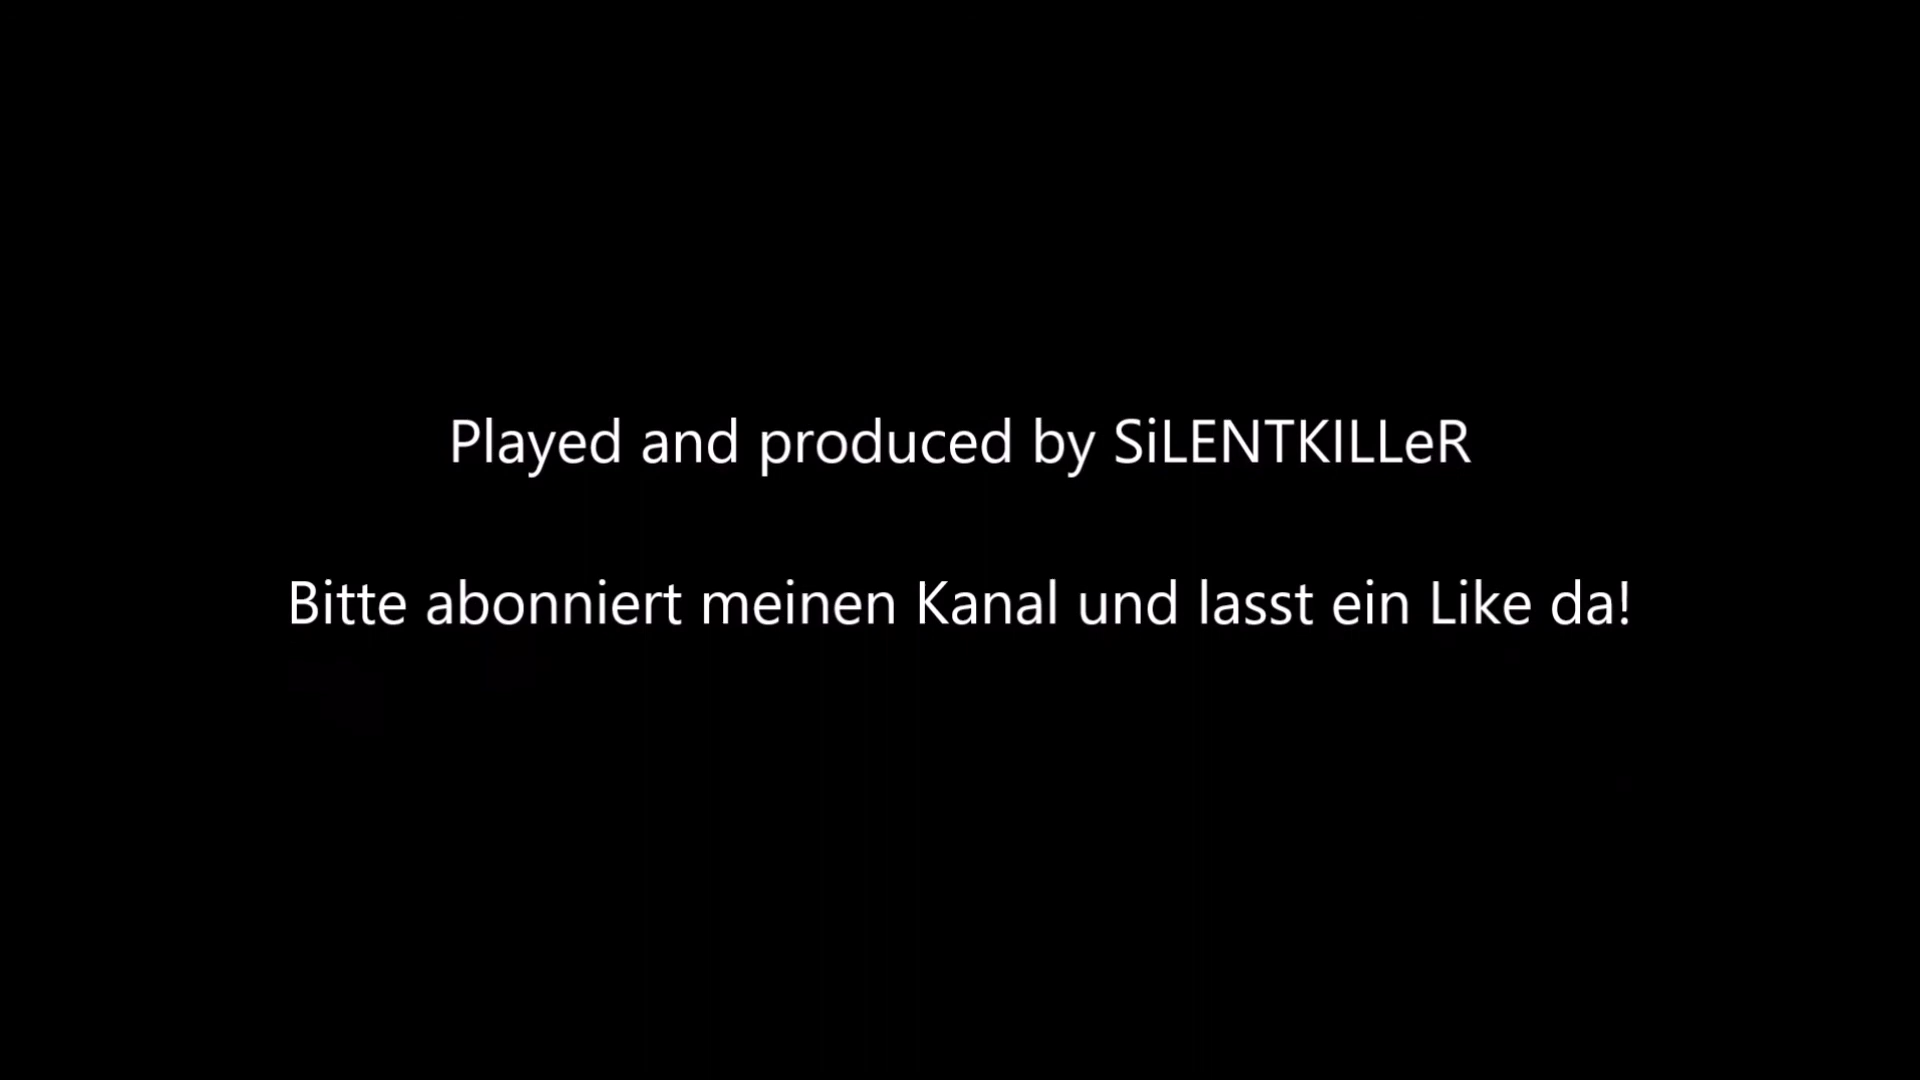 Played and produced by SiLENTKILLeR
Bitte abonniert meinen Kanal und lasst ein Like da!